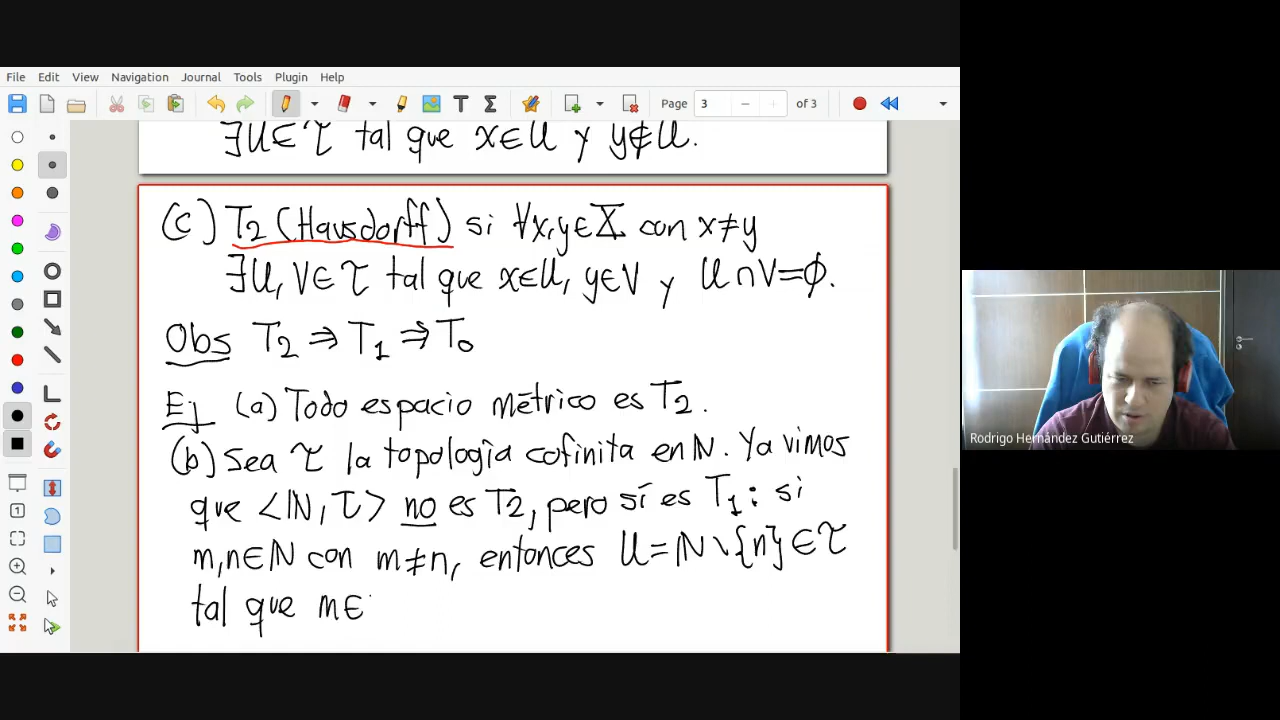 File Edit View Navigation Journal Tools Plugin Help
Page 3 of 3
∃U∈τ tal que x∈U y y∉U.
(c) T2 (Hausdorff) si ∀x,y∈X con x≠y
∃U,V∈τ tal que x∈U, y∈V y U∩V=∅.
Obs T2 ⇒ T1 ⇒ T0
Ej (a) Todo espacio métrico es T2.
(b) Sea τ la topología cofinita en ℕ. Ya vimos
que <ℕ,τ> no es T2, pero sí es T1: si
m,n∈ℕ con m≠n, entonces U=ℕ∖{n}∈τ
tal que m∈
Rodrigo Hernández Gutiérrez